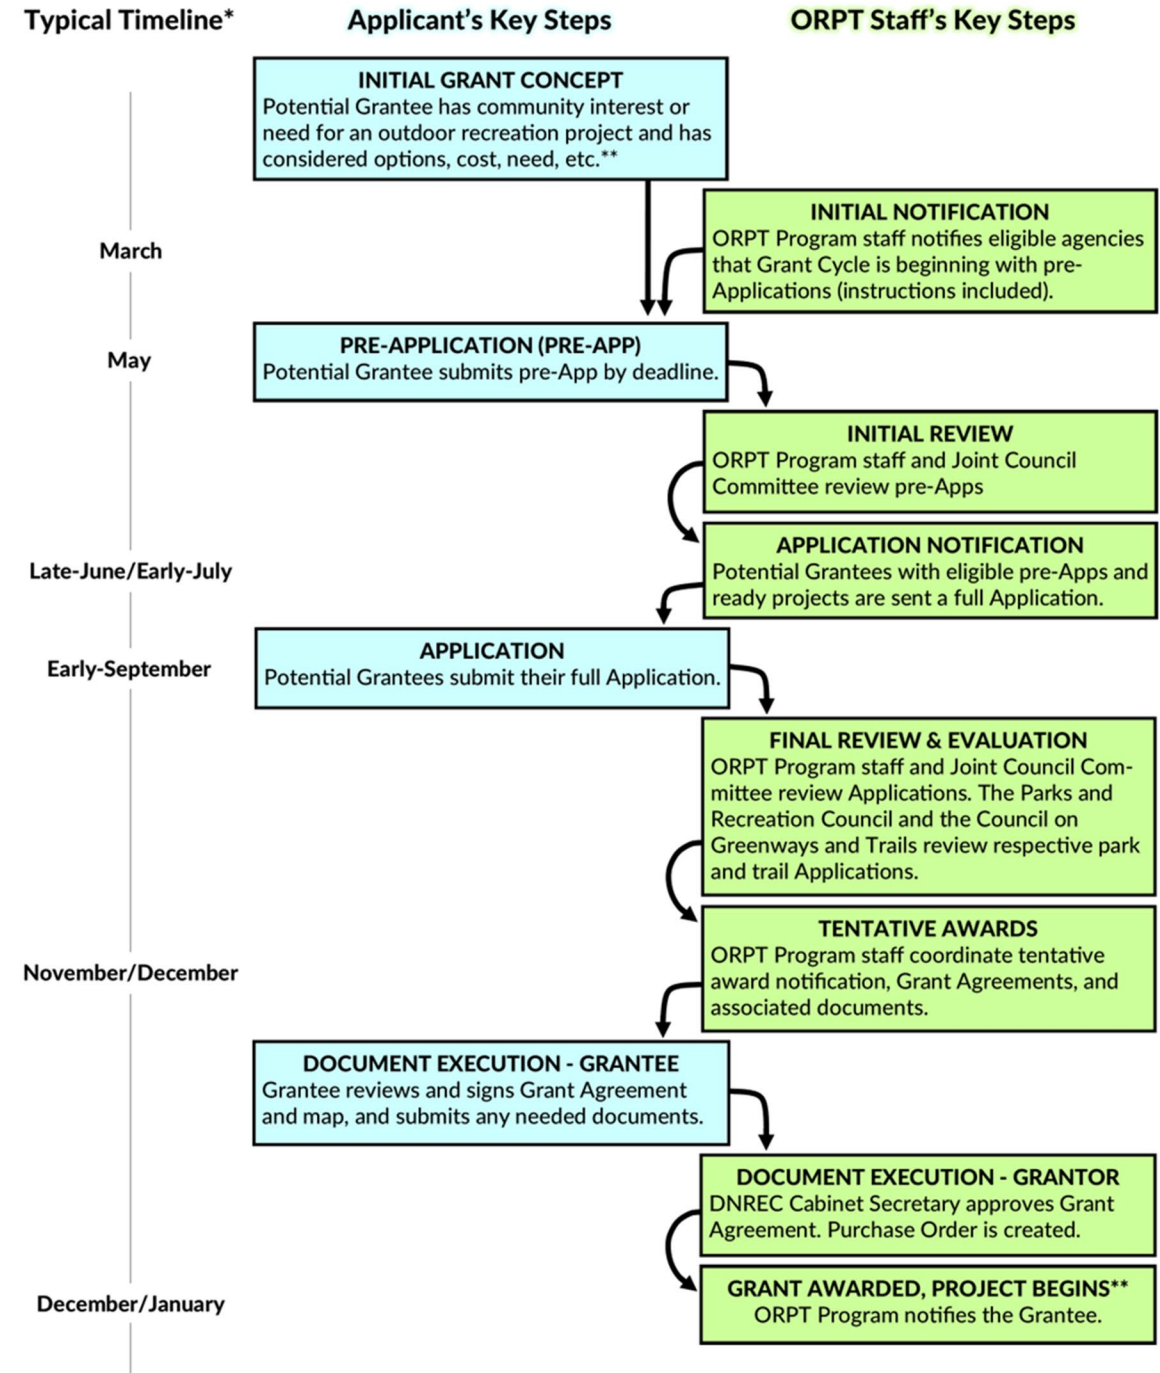 Typical Timeline*
Applicant's Key Steps
ORPT Staff's Key Steps
INITIAL GRANT CONCEPT
Potential Grantee has community interest or
need for an outdoor recreation project and has
considered options, cost, need, etc.**
March
INITIAL NOTIFICATION
ORPT Program staff notifies eligible agencies
that Grant Cycle is beginning with pre-
Applications (instructions included).
May
PRE-APPLICATION (PRE-APP)
Potential Grantee submits pre-App by deadline.
INITIAL REVIEW
ORPT Program staff and Joint Council
Committee review pre-Apps
Late-June/Early-July
APPLICATION NOTIFICATION
Potential Grantees with eligible pre-Apps and
ready projects are sent a full Application.
Early-September
APPLICATION
Potential Grantees submit their full Application.
FINAL REVIEW & EVALUATION
ORPT Program staff and Joint Council Com-
mittee review Applications. The Parks and
Recreation Council and the Council on
Greenways and Trails review respective park
and trail Applications.
November/December
TENTATIVE AWARDS
ORPT Program staff coordinate tentative
award notification, Grant Agreements, and
associated documents.
DOCUMENT EXECUTION - GRANTEE
Grantee reviews and signs Grant Agreement
and map, and submits any needed documents.
DOCUMENT EXECUTION - GRANTOR
DNREC Cabinet Secretary approves Grant
Agreement. Purchase Order is created.
December/January
GRANT AWARDED, PROJECT BEGINS**
ORPT Program notifies the Grantee.